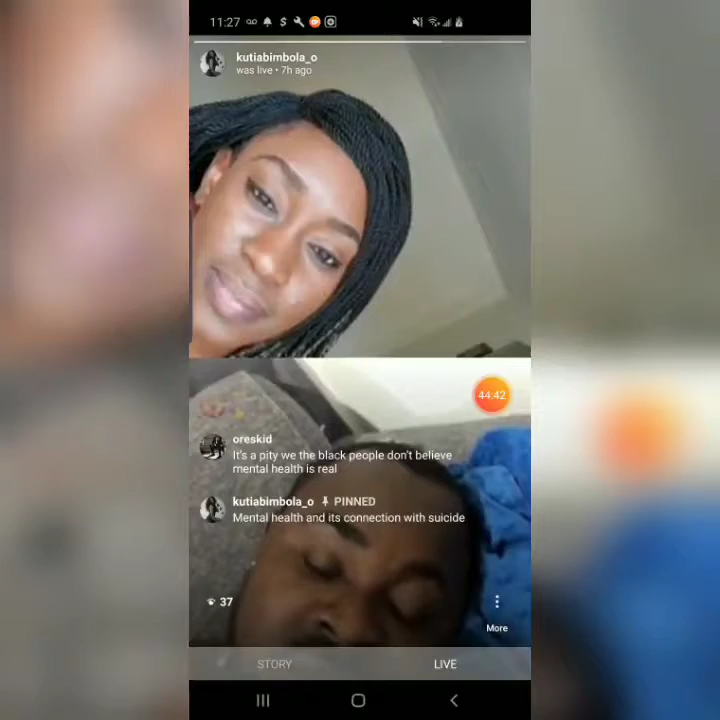 11:27
kutiabimbola_o
was live • 7h ago
44:42
oreskid
It's a pity we the black people don't believe
mental health is real
kutiabimbola_o PINNED
Mental health and its connection with suicide
37
More
STORY LIVE